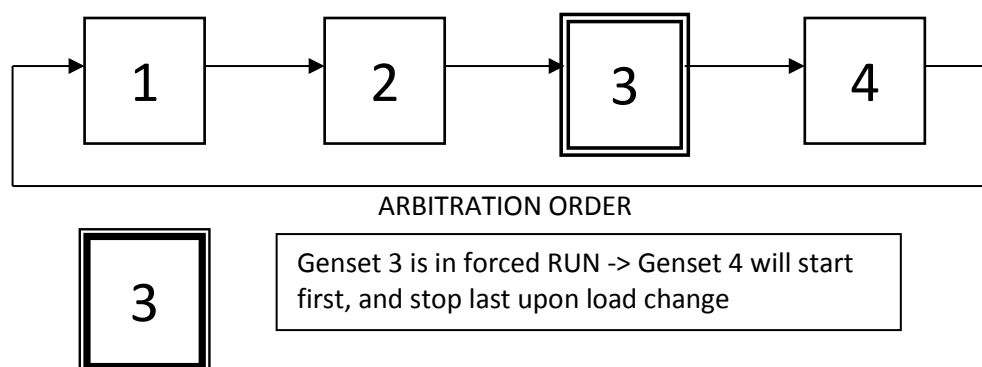 1
2
3
4
ARBITRATION ORDER
3
Genset 3 is in forced RUN -> Genset 4 will start
first, and stop last upon load change